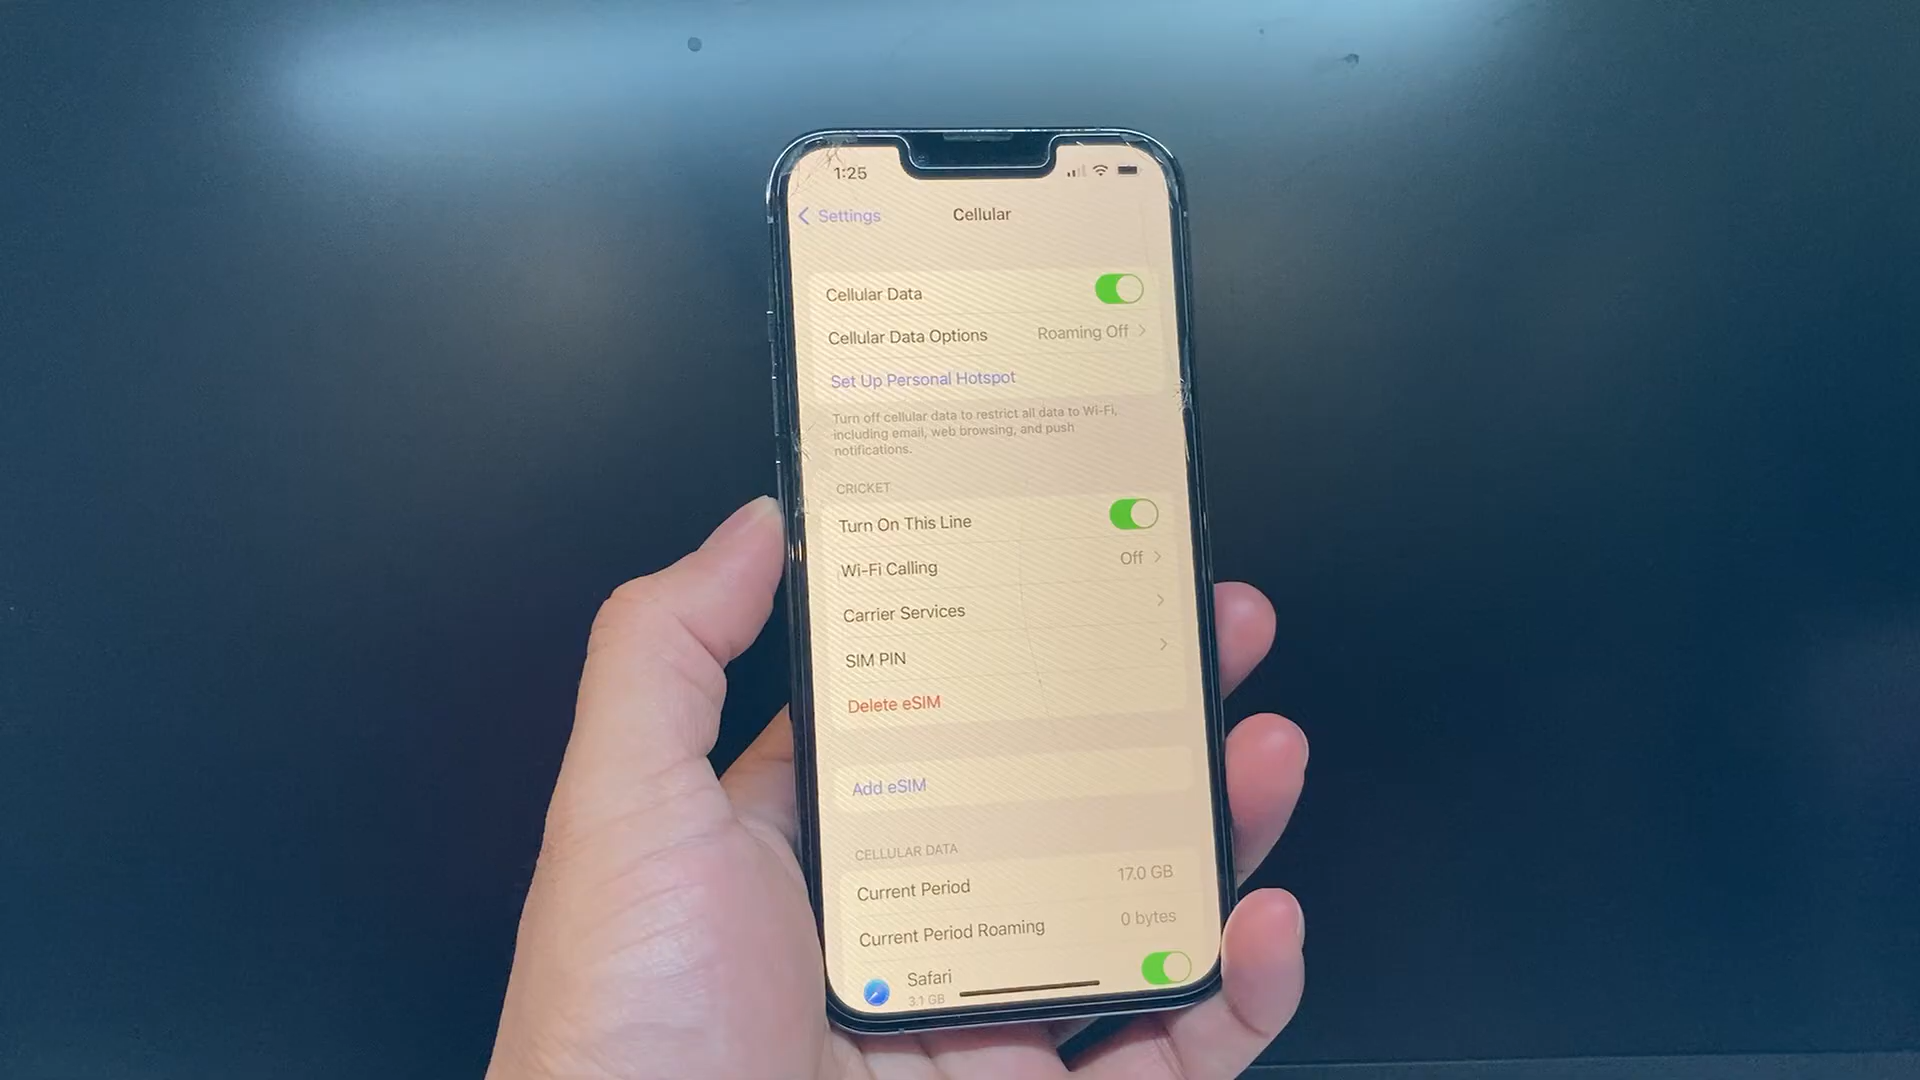 1:25
Settings
Cellular
Cellular Data
Cellular Data Options Roaming Off
Set Up Personal Hotspot
Turn off cellular data to restrict all data to Wi-Fi,
including email, web browsing, and push
notifications.
CRICKET
Turn On This Line
Wi-Fi Calling Off
Carrier Services
SIM PIN
Delete eSIM
Add eSIM
CELLULAR DATA
Current Period 17.0 GB
Current Period Roaming 0 bytes
Safari
3.1 GB